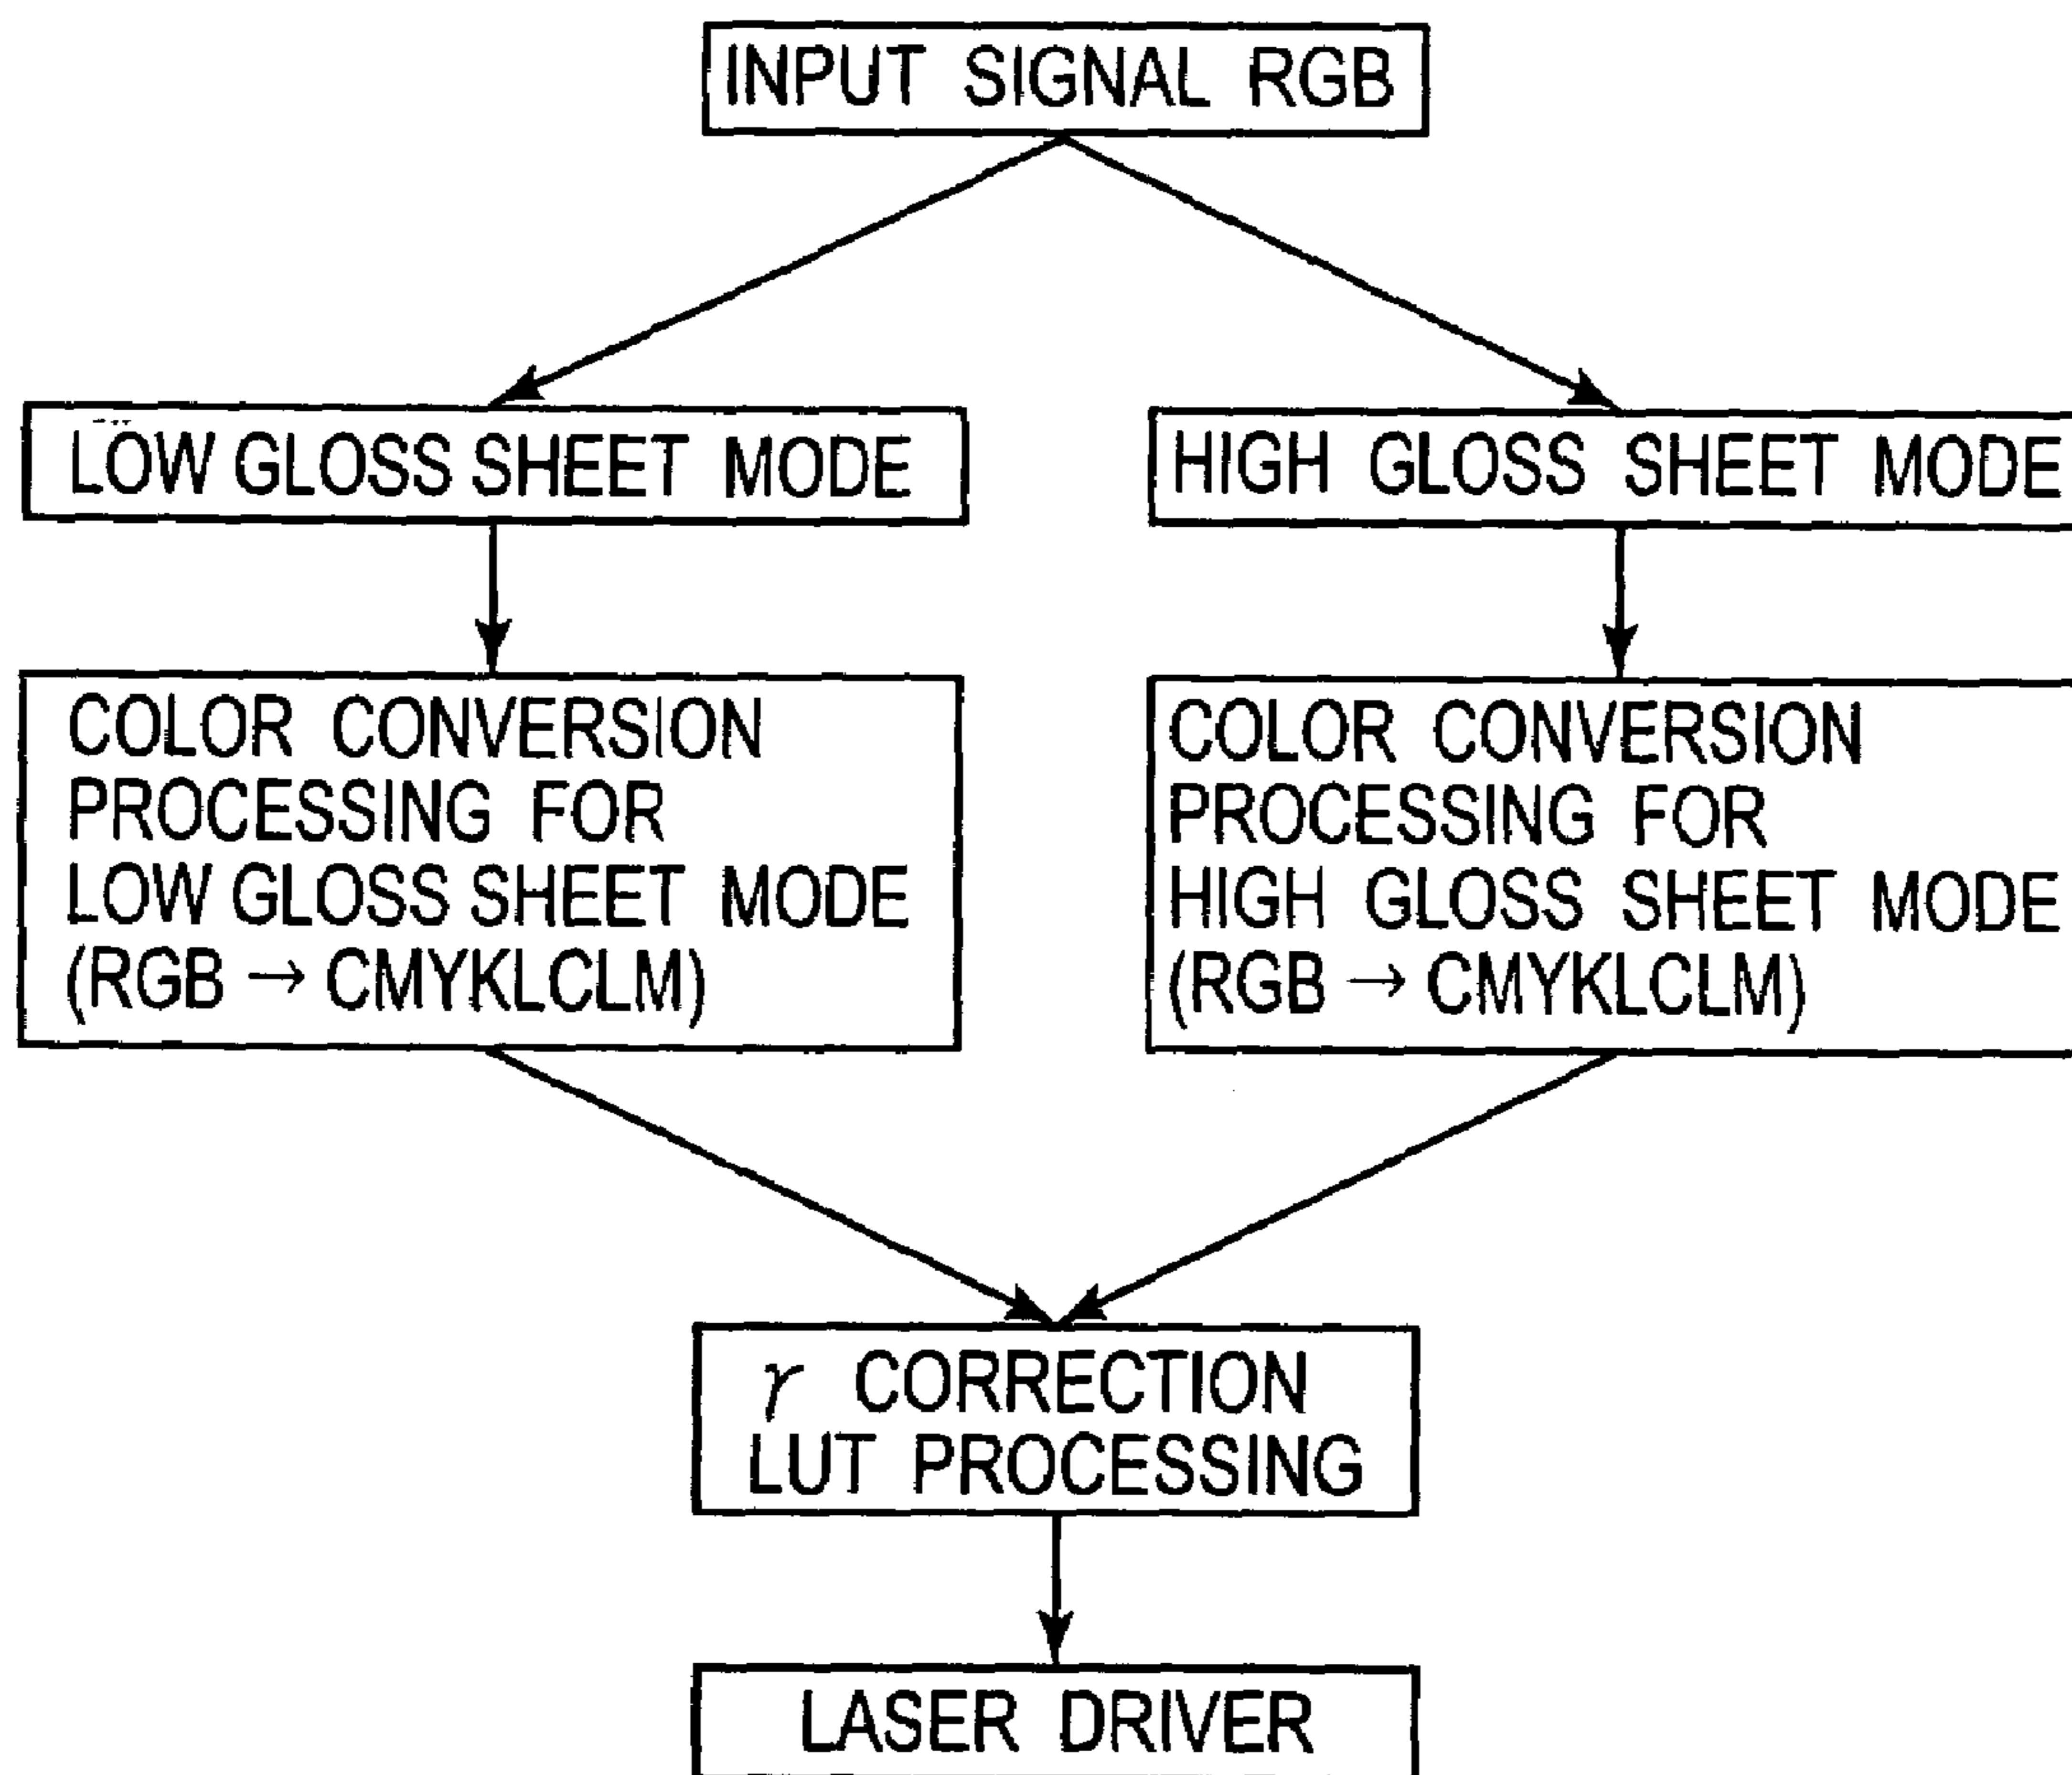 INPUT SIGNAL RGB
LOW GLOSS SHEET MODE
HIGH GLOSS SHEET MODE
COLOR CONVERSION
PROCESSING FOR
LOW GLOSS SHEET MODE
(RGB → CMYKLCLM)
COLOR CONVERSION
PROCESSING FOR
HIGH GLOSS SHEET MODE
(RGB → CMYKLCLM)
γ CORRECTION
LUT PROCESSING
LASER DRIVER